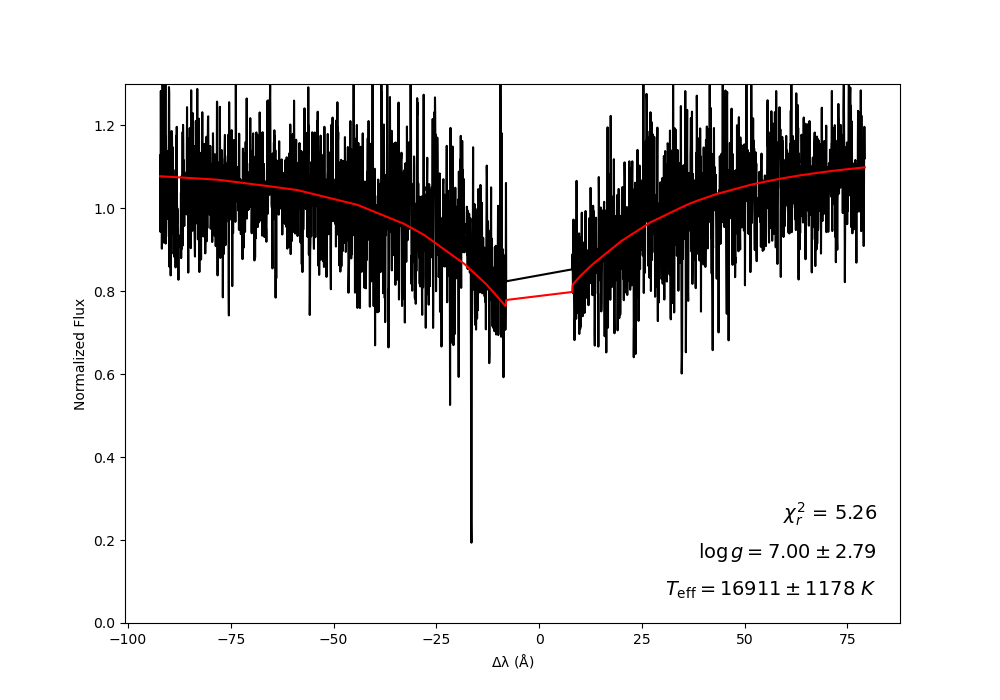 1.2
1.0
0.8
0.6
0.4
0.2
0.0
Normalized Flux
χ²ᵣ = 5.26
log g = 7.00 ± 2.79
T_eff = 16911 ± 1178 K
−100 −75 −50 −25 0 25 50 75
Δλ (Å)